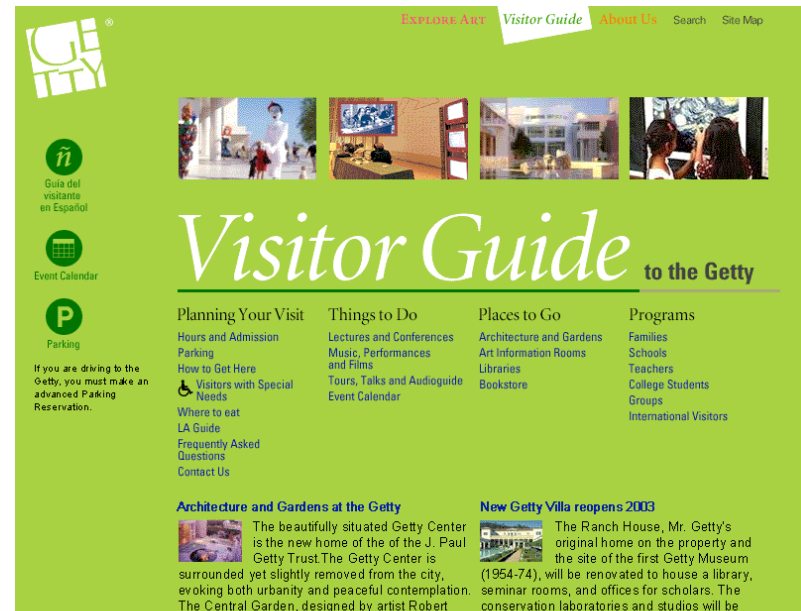 GETTY ®
EXPLORE ART Visitor Guide About Us Search Site Map
ñ
Guía del
visitante
en Español
Event Calendar
P
Parking
If you are driving to the
Getty, you must make an
advanced Parking
Reservation.
Visitor Guide to the Getty
Planning Your Visit
Hours and Admission
Parking
How to Get Here
Visitors with Special
Needs
Where to eat
LA Guide
Frequently Asked
Questions
Contact Us
Things to Do
Lectures and Conferences
Music, Performances
and Films
Tours, Talks and Audioguide
Event Calendar
Places to Go
Architecture and Gardens
Art Information Rooms
Libraries
Bookstore
Programs
Families
Schools
Teachers
College Students
Groups
International Visitors
Architecture and Gardens at the Getty
The beautifully situated Getty Center
is the new home of the of the J. Paul
Getty Trust.The Getty Center is
surrounded yet slightly removed from the city,
evoking both urbanity and peaceful contemplation.
The Central Garden, designed by artist Robert
New Getty Villa reopens 2003
The Ranch House, Mr. Getty's
original home on the property and
the site of the first Getty Museum
(1954-74), will be renovated to house a library,
seminar rooms, and offices for scholars. The
conservation laboratories and studios will be